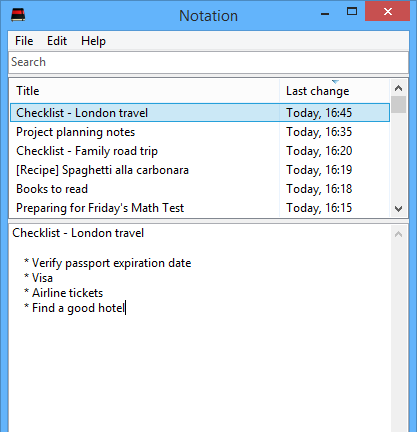 Notation
File Edit Help
Search
Title Last change
Checklist - London travel Today, 16:45
Project planning notes Today, 16:35
Checklist - Family road trip Today, 16:20
[Recipe] Spaghetti alla carbonara Today, 16:19
Books to read Today, 16:18
Preparing for Friday's Math Test Today, 16:15
Checklist - London travel
* Verify passport expiration date
* Visa
* Airline tickets
* Find a good hotel